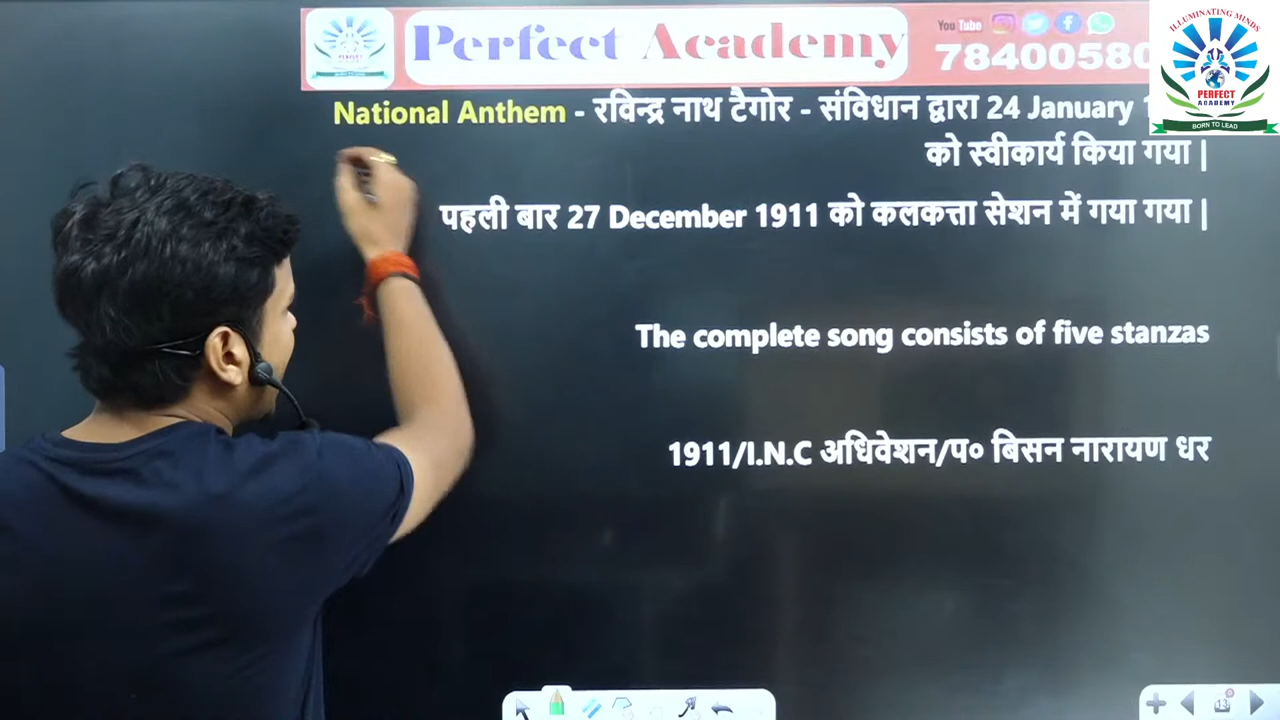 Perfect Academy
You Tube
78400580
ILLUMINATING MINDS
PERFECT
ACADEMY
BORN TO LEAD
National Anthem - रविन्द्र नाथ टैगोर - संविधान द्वारा 24 January
को स्वीकार्य किया गया |
पहली बार 27 December 1911 को कलकत्ता सेशन में गया गया |
The complete song consists of five stanzas
1911/I.N.C अधिवेशन/प० बिसन नारायण धर
13